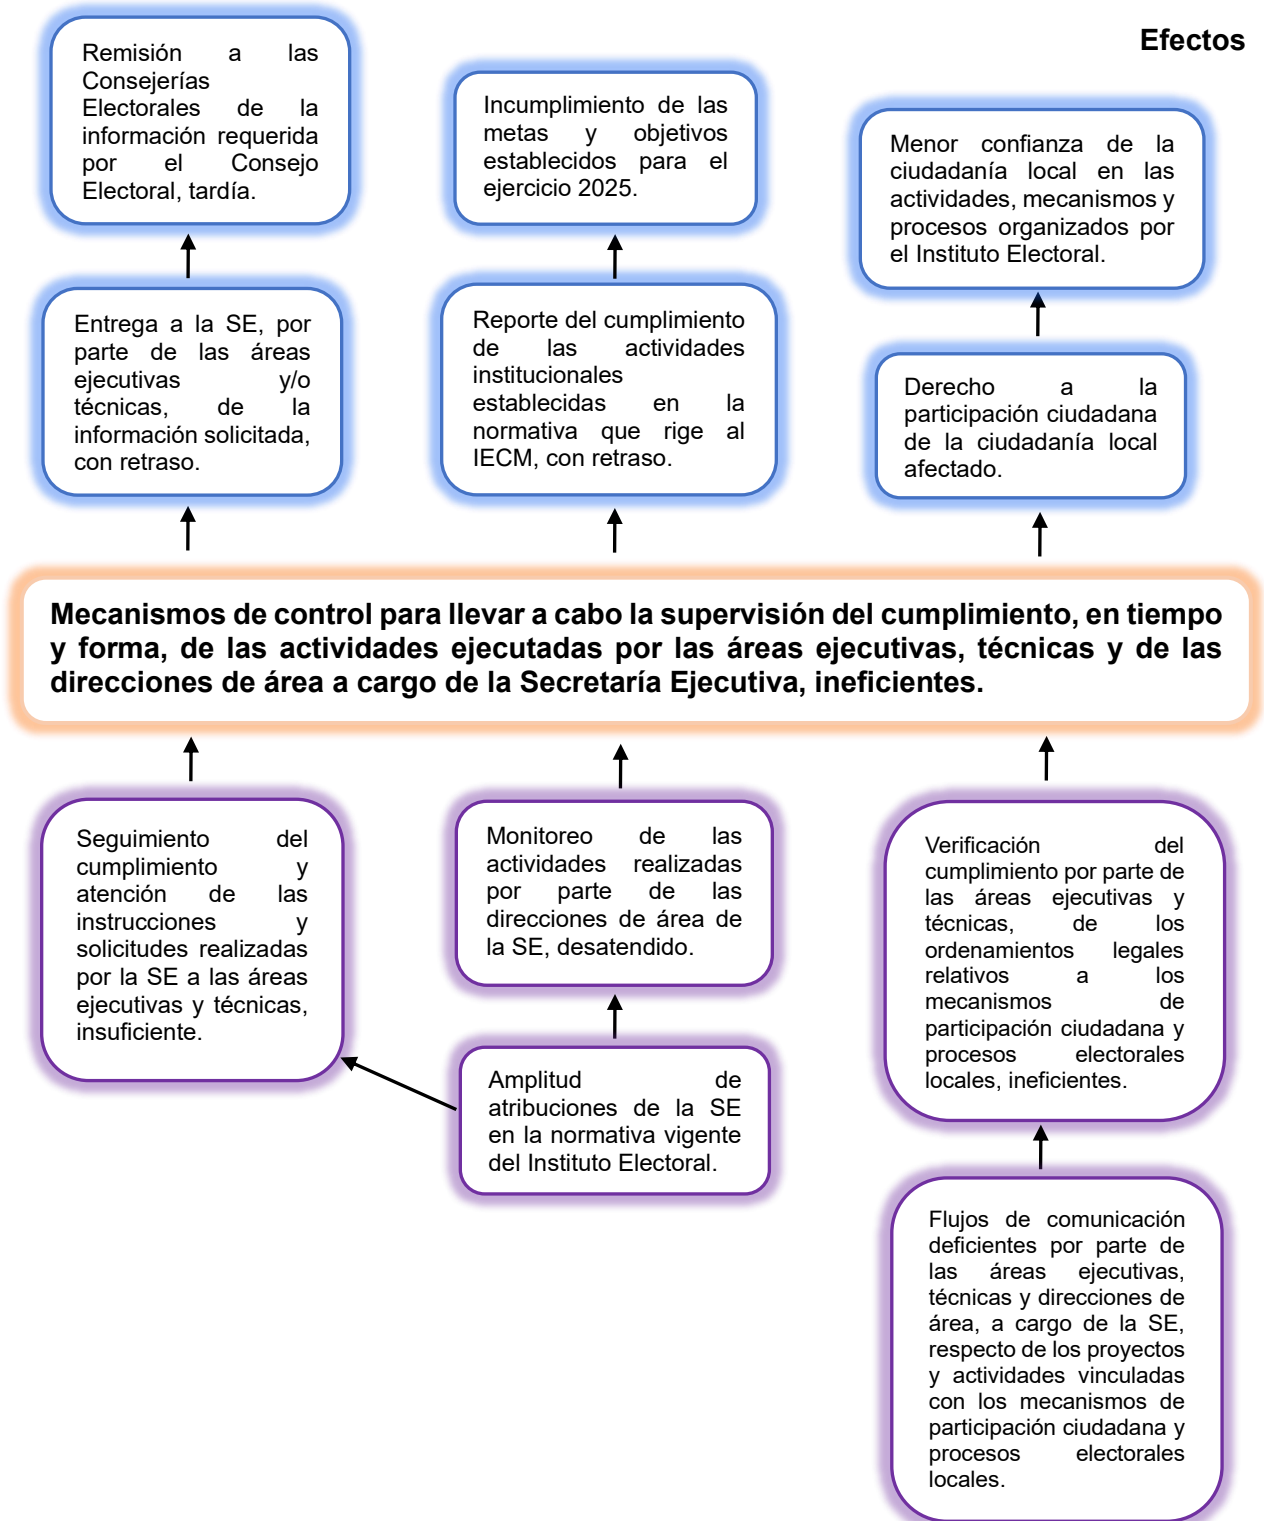 Efectos
Remisión a las
Consejerías
Electorales de la
información requerida
por el Consejo
Electoral, tardía.
Incumplimiento de las
metas y objetivos
establecidos para el
ejercicio 2025.
Menor confianza de la
ciudadanía local en las
actividades, mecanismos y
procesos organizados por
el Instituto Electoral.
Entrega a la SE, por
parte de las áreas
ejecutivas y/o
técnicas, de la
información solicitada,
con retraso.
Reporte del cumplimiento
de las actividades
institucionales
establecidas en la
normativa que rige al
IECM, con retraso.
Derecho a la
participación ciudadana
de la ciudadanía local
afectado.
Mecanismos de control para llevar a cabo la supervisión del cumplimiento, en tiempo
y forma, de las actividades ejecutadas por las áreas ejecutivas, técnicas y de las
direcciones de área a cargo de la Secretaría Ejecutiva, ineficientes.
Seguimiento del
cumplimiento y
atención de las
instrucciones y
solicitudes realizadas
por la SE a las áreas
ejecutivas y técnicas,
insuficiente.
Monitoreo de las
actividades realizadas
por parte de las
direcciones de área de
la SE, desatendido.
Verificación del
cumplimiento por parte de
las áreas ejecutivas y
técnicas, de los
ordenamientos legales
relativos a los
mecanismos de
participación ciudadana y
procesos electorales
locales, ineficientes.
Amplitud de
atribuciones de la SE
en la normativa vigente
del Instituto Electoral.
Flujos de comunicación
deficientes por parte de
las áreas ejecutivas,
técnicas y direcciones de
área, a cargo de la SE,
respecto de los proyectos
y actividades vinculadas
con los mecanismos de
participación ciudadana y
procesos electorales
locales.